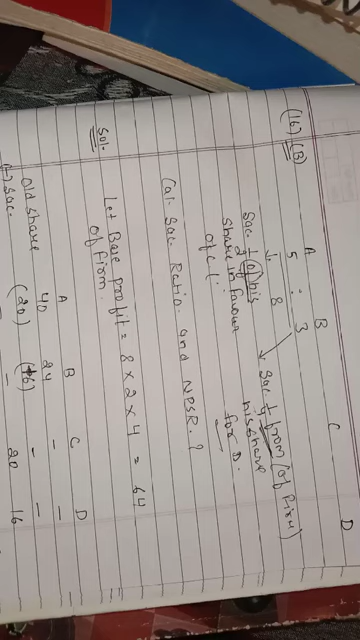 (16) (B)
A B C D
5 : 3
8
Sac. 1/2 (of) his share in favour of C.
Sac. 1/4 from (of firm) his share for D.
Cal. Sac. Ratio and NPSR. ?
Sol:-
Let Base profit = 8 × 2 × 4 = 64
of firm.
A B C D
Old share 40 24 - -
(-) Sac. (20) (16) - -
20 16